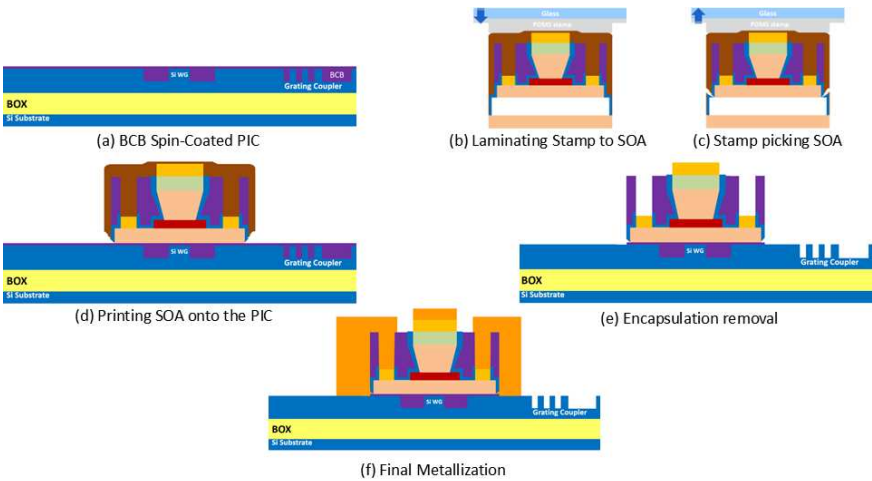 Glass
PDMS stamp
Glass
PDMS stamp
Si WG
BCB
Grating Coupler
BOX
Si Substrate
(a) BCB Spin-Coated PIC
(b) Laminating Stamp to SOA
(c) Stamp picking SOA
Si WG
Grating Coupler
BOX
Si Substrate
(d) Printing SOA onto the PIC
Si WG
Grating Coupler
BOX
Si Substrate
(e) Encapsulation removal
Si WG
Grating Coupler
BOX
Si Substrate
(f) Final Metallization